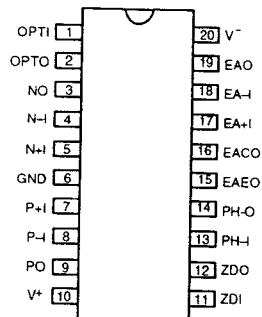 OPTI 1
20 V⁻
OPTO 2
19 EAO
NO 3
18 EA–I
N–I 4
17 EA+I
N+I 5
16 EACO
GND 6
15 EAEO
P+I 7
14 PH-O
P–I 8
13 PH–I
PO 9
12 ZDO
V⁺ 10
11 ZDI